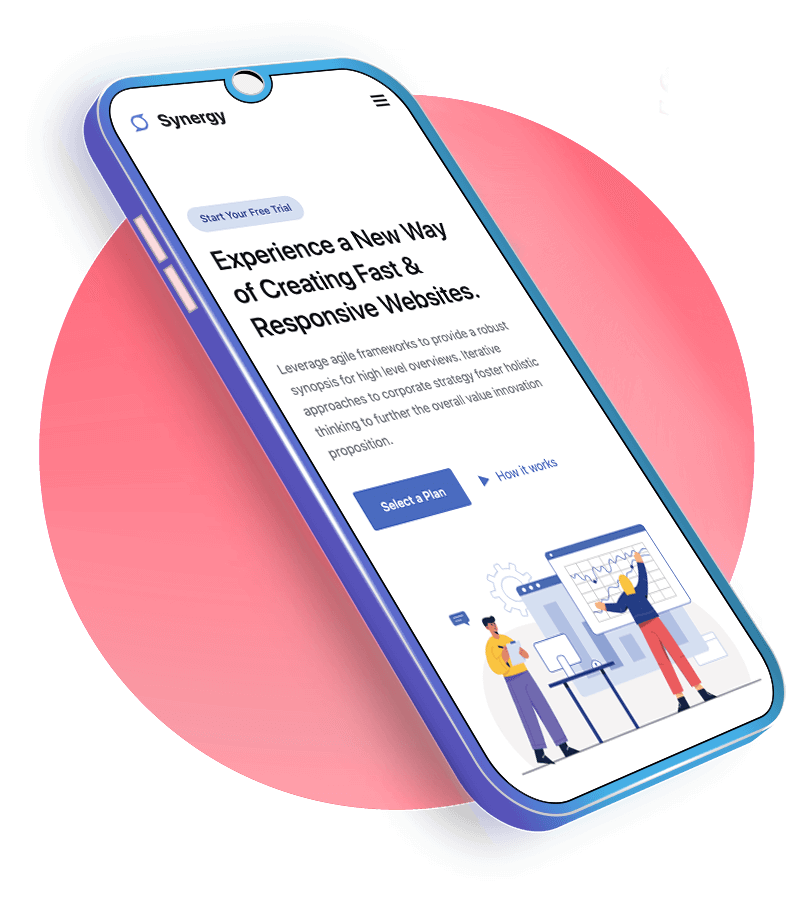 Synergy
Start Your Free Trial
Experience a New Way
of Creating Fast &
Responsive Websites.
Leverage agile frameworks to provide a robust
synopsis for high level overviews. Iterative
approaches to corporate strategy foster holistic
thinking to further the overall value innovation
proposition.
Select a Plan
How it works